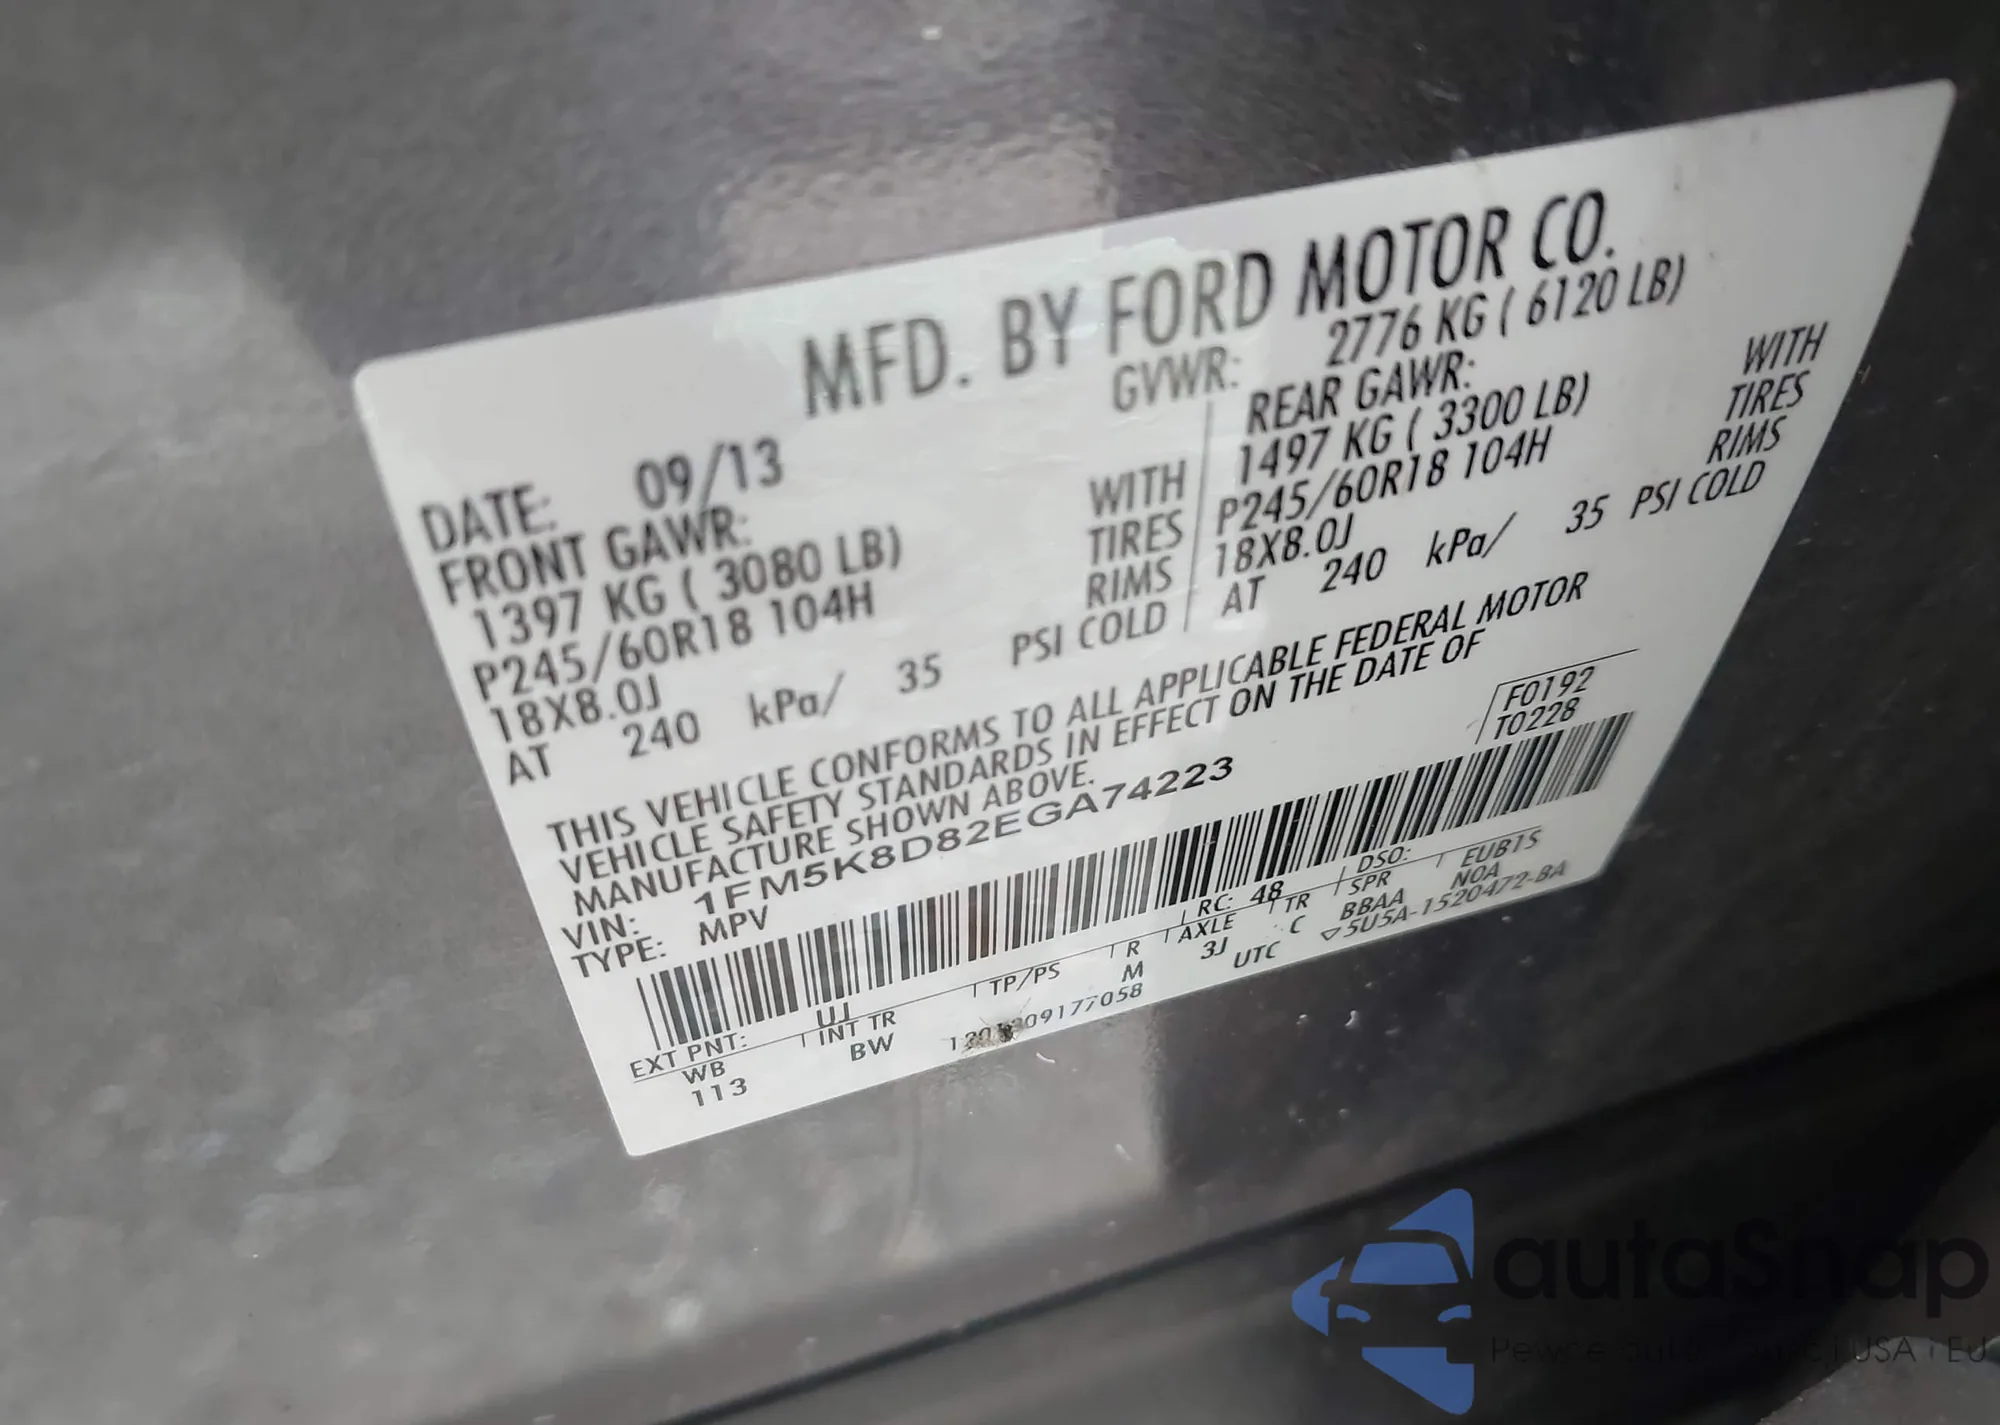 MFD. BY FORD MOTOR CO.
DATE: 09/13 GVWR: 2776 KG ( 6120 LB)
FRONT GAWR: REAR GAWR:
1397 KG ( 3080 LB) WITH 1497 KG ( 3300 LB) WITH
P245/60R18 104H TIRES P245/60R18 104H TIRES
18X8.0J RIMS 18X8.0J RIMS
AT 240 kPa/ 35 PSI COLD AT 240 kPa/ 35 PSI COLD
THIS VEHICLE CONFORMS TO ALL APPLICABLE FEDERAL MOTOR
VEHICLE SAFETY STANDARDS IN EFFECT ON THE DATE OF
MANUFACTURE SHOWN ABOVE.
VIN: 1FM5K8D82EGA74223 F0192
TYPE: MPV T0228
EXT PNT: UJ RC: 48 DSO:
WB INT TR TP/PS R AXLE TR SPR EUB1S
113 BW M 3J C BBAA NOA
09177058 UTC ▽5U5A-1520472-BA
autaSnap
USA i EU